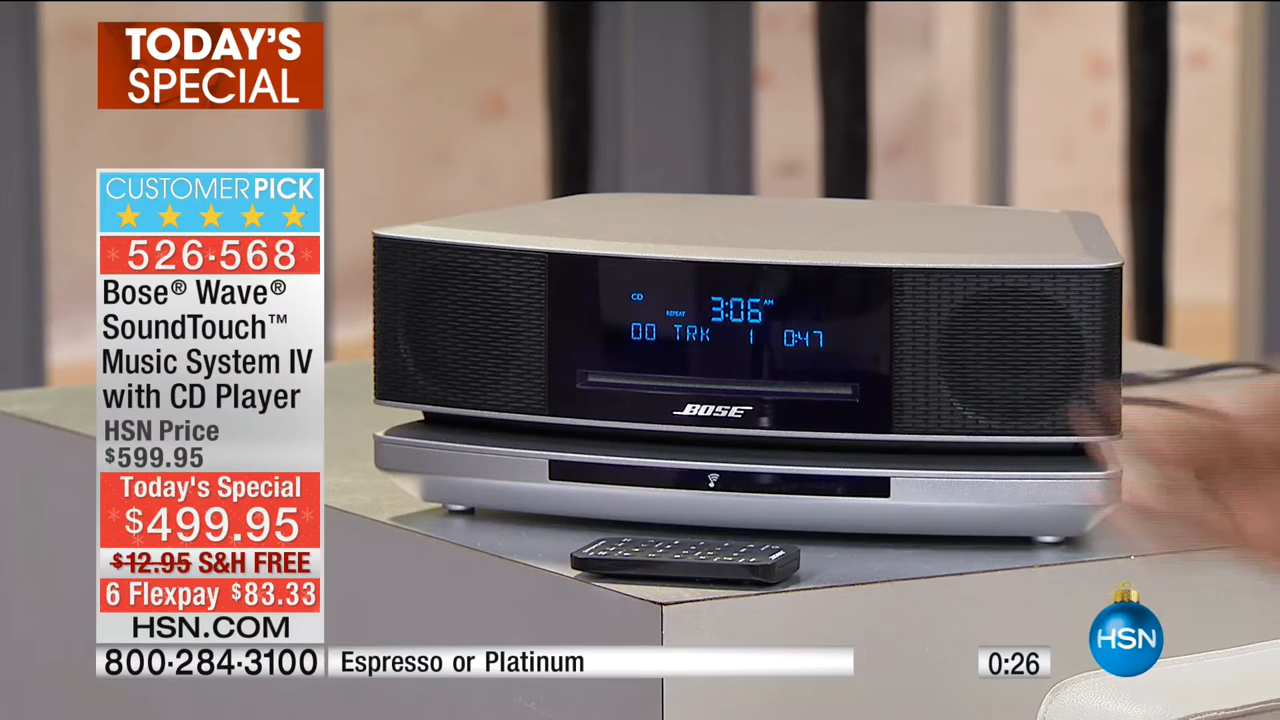 TODAY'S
SPECIAL
CUSTOMERPICK
526·568
Bose® Wave®
SoundTouch™
Music System IV
with CD Player
HSN Price
$599.95
Today's Special
$499.95
$12.95 S&H FREE
6 Flexpay $83.33
HSN.COM
800·284·3100
Espresso or Platinum
0:26
HSN
CD
REPEAT 3:06 AM
00 TRK 1 0:47
BOSE